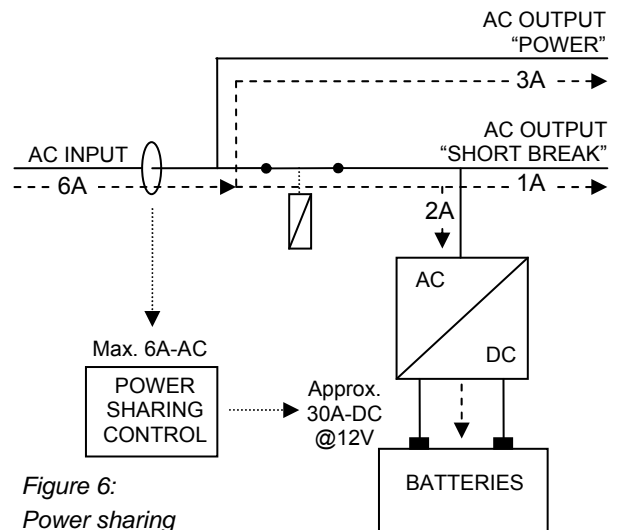 AC OUTPUT
“POWER”
3A
AC OUTPUT
“SHORT BREAK”
AC INPUT
6A
1A
2A
AC
DC
Max. 6A-AC
POWER
SHARING
CONTROL
Approx.
30A-DC
@12V
BATTERIES
Figure 6:
Power sharing